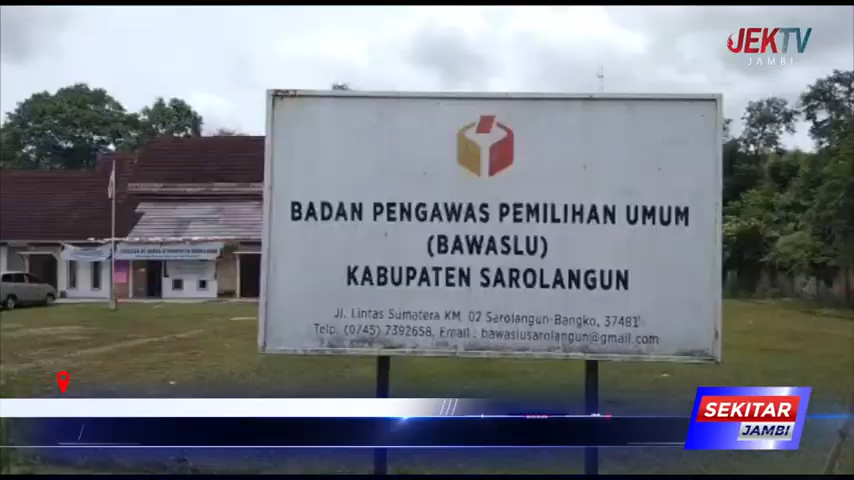 JEKTV
JAMBI
BADAN PENGAWAS PEMILIHAN UMUM
(BAWASLU)
KABUPATEN SAROLANGUN
JL. LINTAS SUMATERA KM. 02 SAROLANGUN-BANGKO, 37481
TELP. (0745) 7392658, EMAIL : bawaslusarolangun@gmail.com
SEKITAR
JAMBI